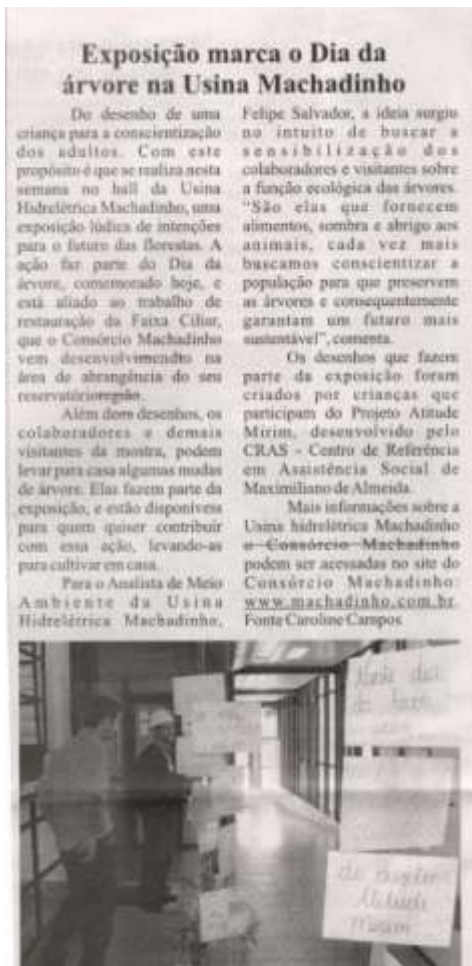 Exposição marca o Dia da
árvore na Usina Machadinho
Do desenho de uma
criança para a conscientização
dos adultos. Com este
propósito é que se realiza nesta
semana no hall da Usina
Hidrelétrica Machadinho, uma
exposição lúdica de intenções
para o futuro das florestas. A
ação faz parte do Dia da
árvore, comemorado hoje, e
está aliado ao trabalho de
restauração da Faixa Ciliar,
que o Consórcio Machadinho
vem desenvolvimendto na
área de abrangência do seu
reservatórioregião.
Além dom desenhos, os
colaboradores e demais
visitantes da mostra, podem
levar para casa algumas mudas
de árvore. Elas fazem parte da
exposição, e estão disponíveis
para quem quiser contribuir
com essa ação, levando-as
para cultivar em casa.
Para o Analista de Meio
Ambiente da Usina
Hidrelétrica Machadinho,
Felipe Salvador, a ideia surgiu
no intuito de buscar a
sensibilização dos
colaboradores e visitantes sobre
a função ecológica das árvores.
“São elas que fornecem
alimentos, sombra e abrigo aos
animais, cada vez mais
buscamos conscientizar a
população para que preservem
as árvores e consequentemente
garantam um futuro mais
sustentável”, comenta.
Os desenhos que fazem
parte da exposição foram
criados por crianças que
participam do Projeto Atitude
Mirim, desenvolvido pelo
CRAS - Centro de Referência
em Assistência Social de
Maximiliano de Almeida.
Mais informações sobre a
Usina hidrelétrica Machadinho
o Consórcio Machadinho
podem ser acessadas no site do
Consórcio Machadinho:
www.machadinho.com.br.
Fonte Caroline Campos
Atitude
Mirim